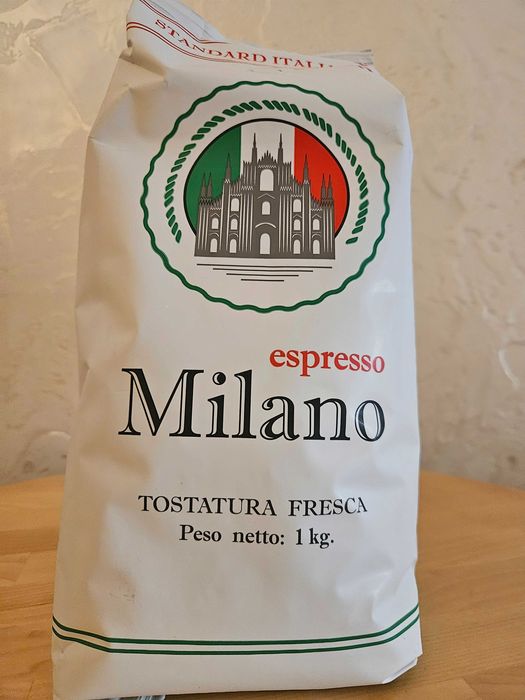 STANDARD
espresso
Milano
TOSTATURA FRESCA
Peso netto: 1 kg.